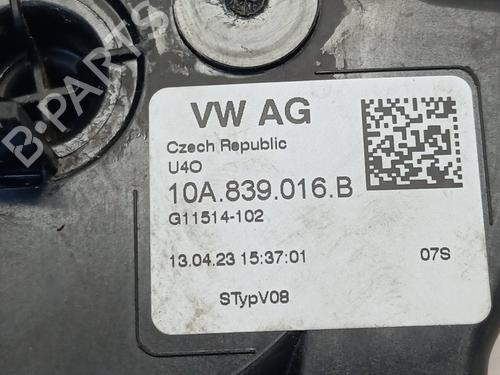 B-PARTS
VW AG
Czech Republic
U4O
10A.839.016.B
G11514-102
13.04.23 15:37:01 07S
STypV08